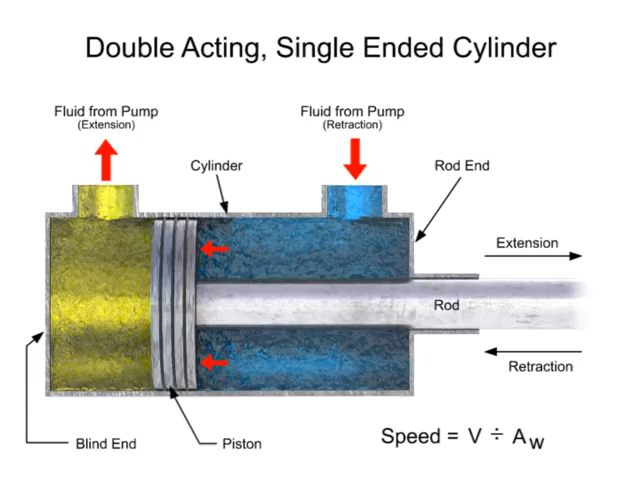 Double Acting, Single Ended Cylinder
Fluid from Pump
(Extension)
Fluid from Pump
(Retraction)
Cylinder
Rod End
Extension
Rod
Retraction
Blind End
Piston
Speed = V ÷ Aw